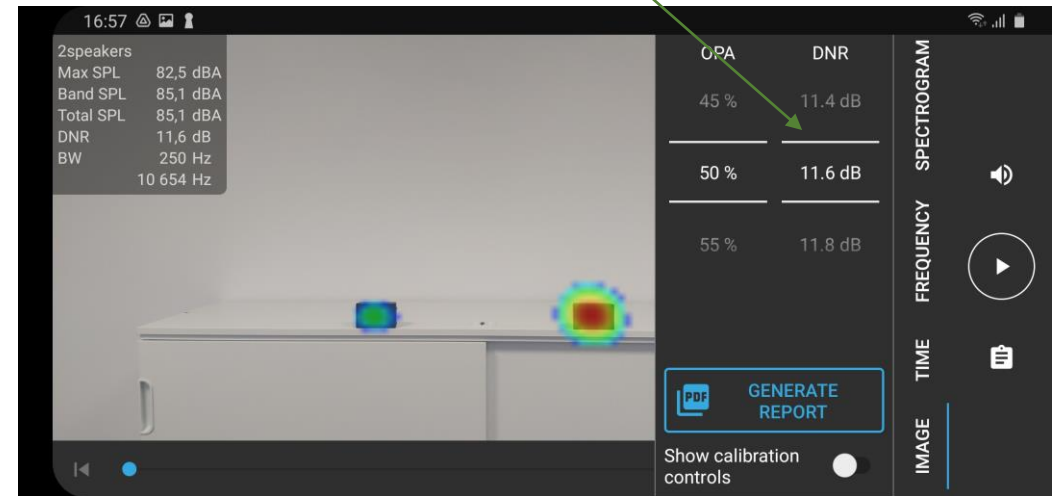 16:57
2speakers
Max SPL 82,5 dBA
Band SPL 85,1 dBA
Total SPL 85,1 dBA
DNR 11,6 dB
BW 250 Hz
10 654 Hz
OPA DNR
45 % 11.4 dB
50 % 11.6 dB
55 % 11.8 dB
PDF GENERATE
REPORT
Show calibration
controls
SPECTROGRAM
FREQUENCY
TIME
IMAGE